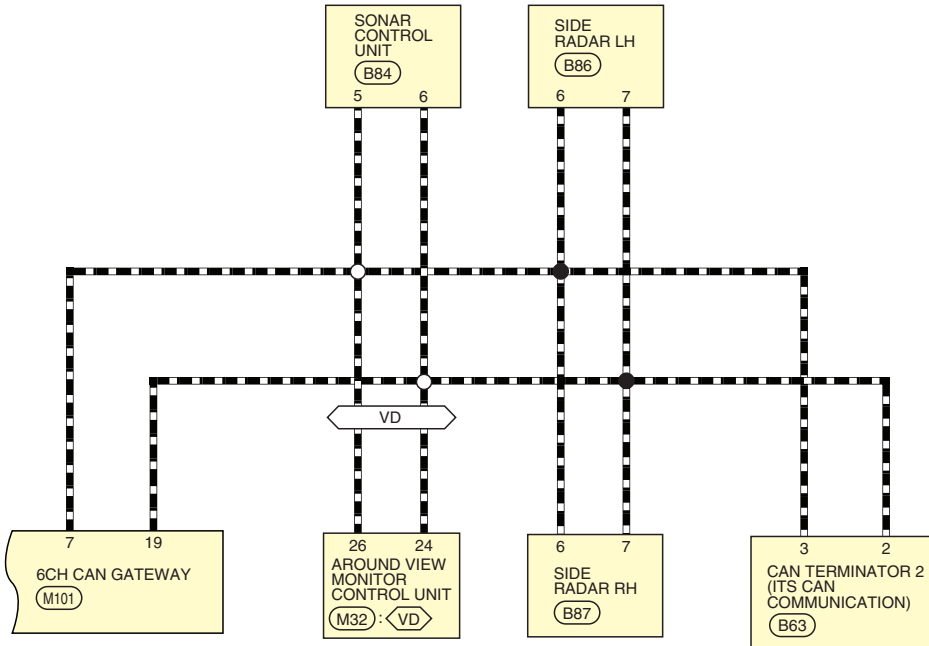 SONAR
CONTROL
UNIT
B84
5 6
SIDE
RADAR LH
B86
6 7
VD
7 19
6CH CAN GATEWAY
M101
26 24
AROUND VIEW
MONITOR
CONTROL UNIT
M32 : VD
6 7
SIDE
RADAR RH
B87
3 2
CAN TERMINATOR 2
(ITS CAN
COMMUNICATION)
B63